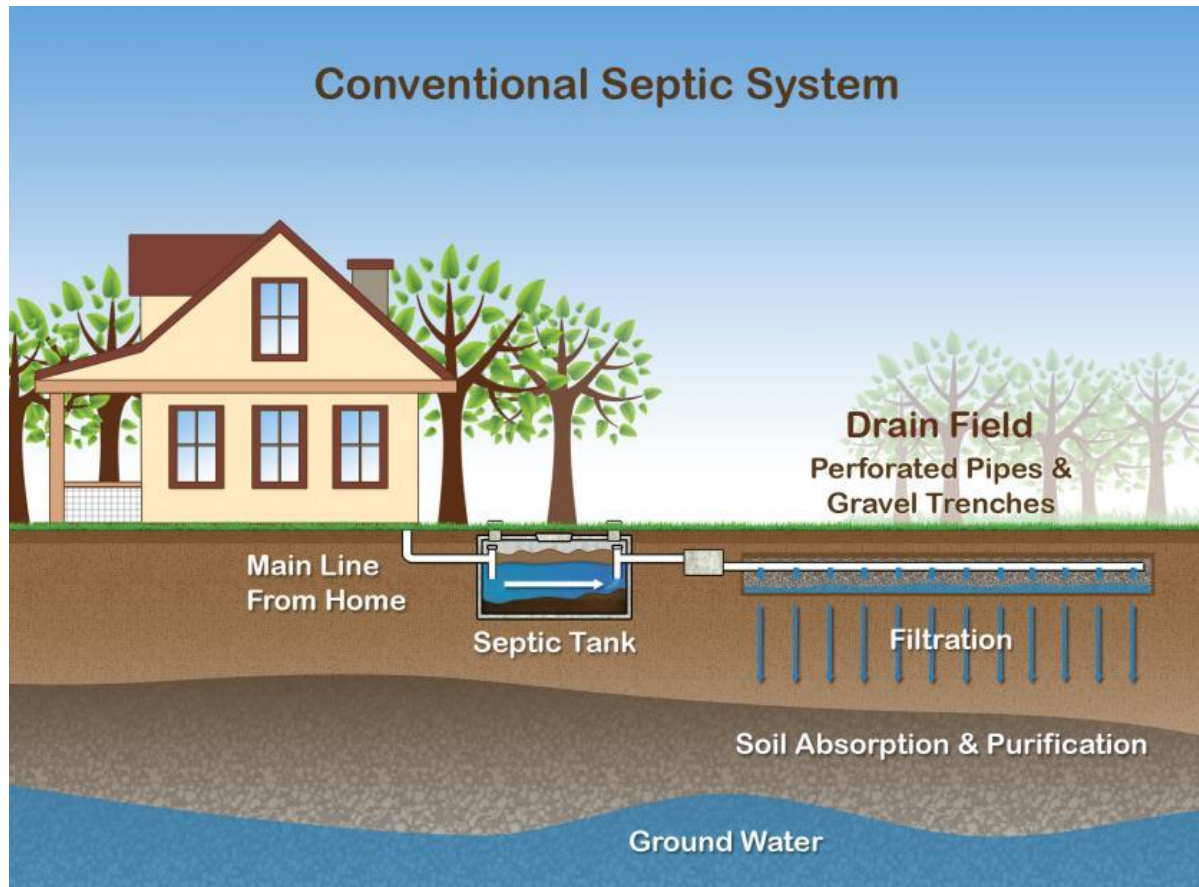 Conventional Septic System
Drain Field
Perforated Pipes &
Gravel Trenches
Main Line
From Home
Septic Tank
Filtration
Soil Absorption & Purification
Ground Water